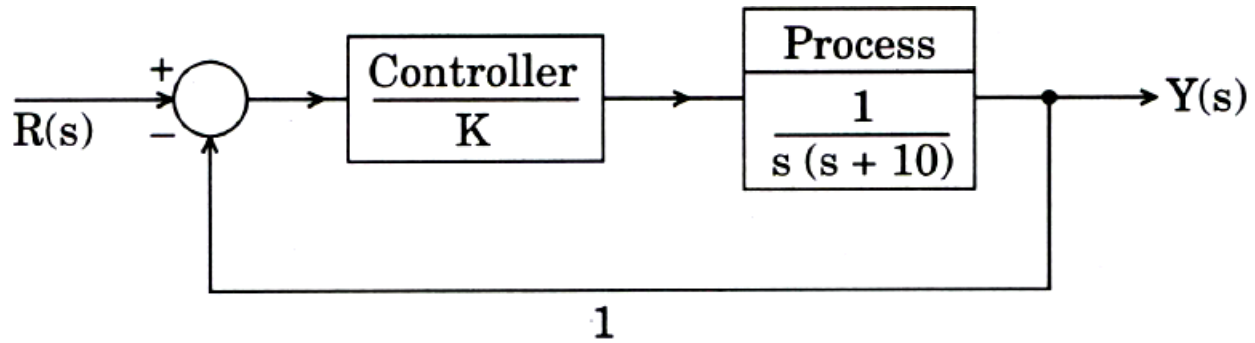 +
R(s)
−
Controller
K
Process
1
s (s + 10)
Y(s)
1